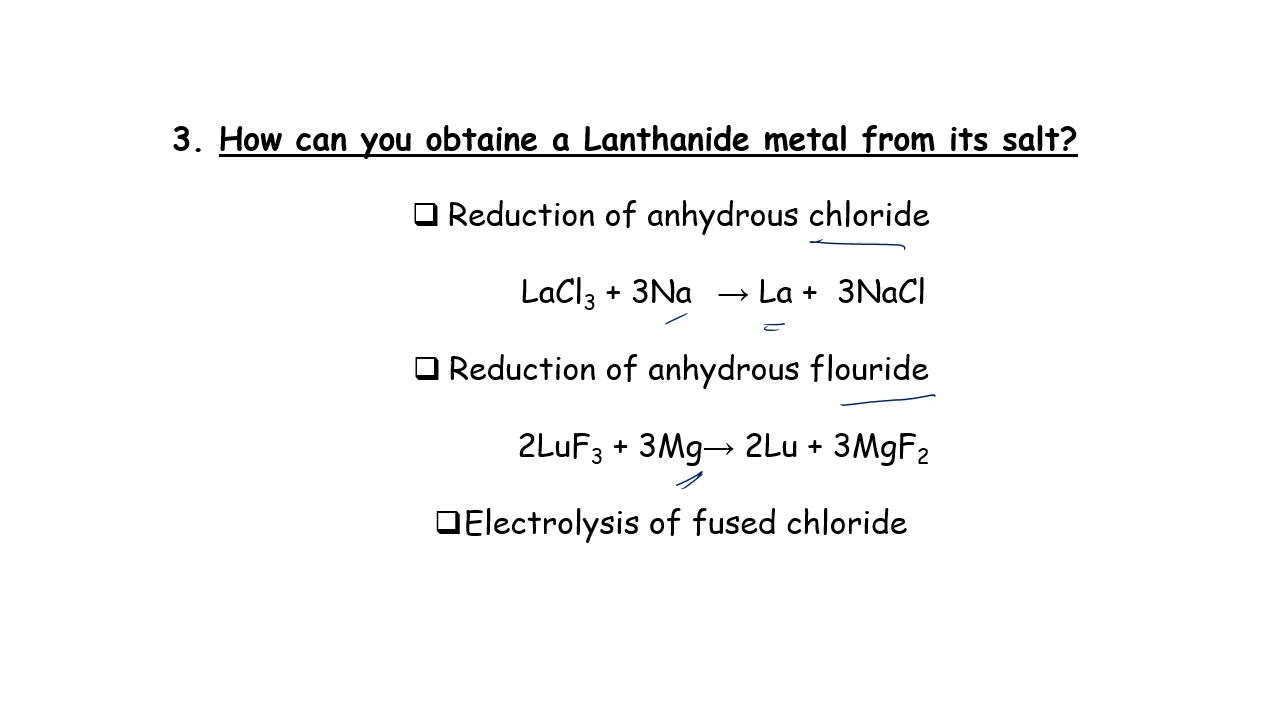 3. How can you obtaine a Lanthanide metal from its salt?
❑ Reduction of anhydrous chloride
LaCl₃ + 3Na → La + 3NaCl
❑ Reduction of anhydrous flouride
2LuF₃ + 3Mg→ 2Lu + 3MgF₂
❑Electrolysis of fused chloride